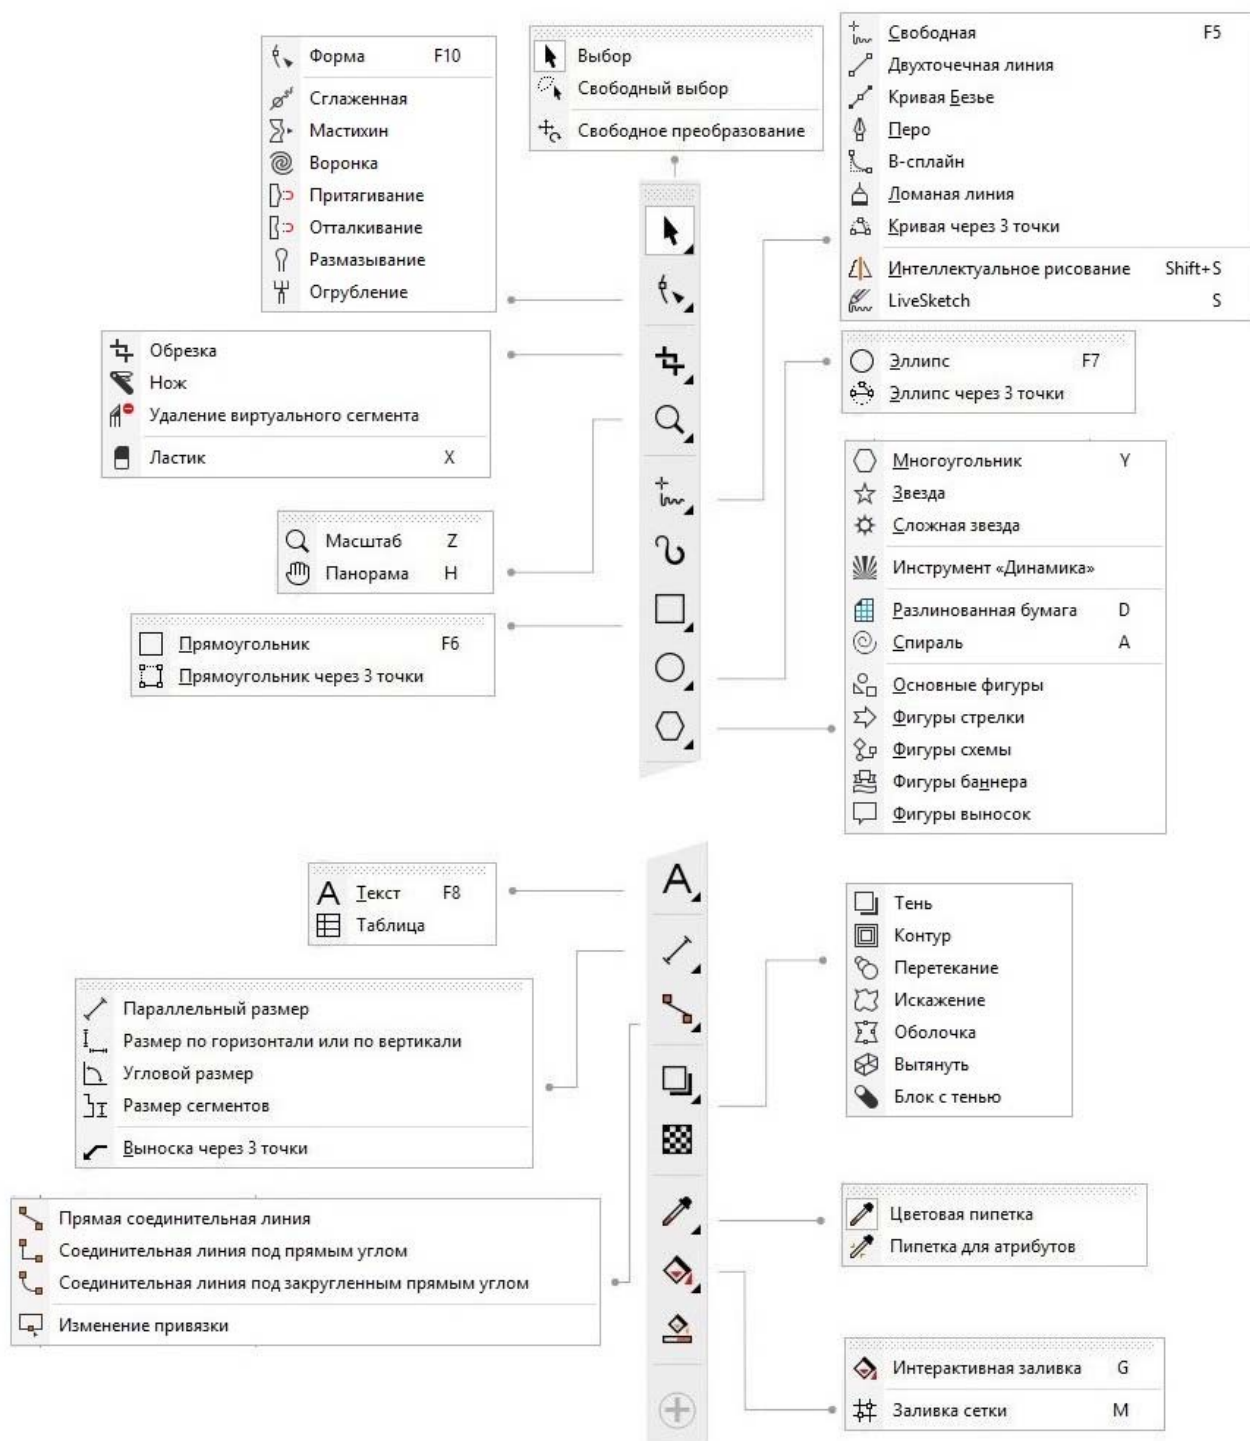 Форма F10
Сглаженная
Мастихин
Воронка
Притягивание
Отталкивание
Размазывание
Огрубление
Выбор
Свободный выбор
Свободное преобразование
Свободная F5
Двухточечная линия
Кривая Безье
Перо
В-сплайн
Ломаная линия
Кривая через 3 точки
Интеллектуальное рисование Shift+S
LiveSketch S
Обрезка
Нож
Удаление виртуального сегмента
Ластик X
Эллипс F7
Эллипс через 3 точки
Масштаб Z
Панорама H
Многоугольник Y
Звезда
Сложная звезда
Инструмент «Динамика»
Разлинованная бумага D
Спираль A
Основные фигуры
Фигуры стрелки
Фигуры схемы
Фигуры баннера
Фигуры выносок
Прямоугольник F6
Прямоугольник через 3 точки
Текст F8
Таблица
Тень
Контур
Перетекание
Искажение
Оболочка
Вытянуть
Блок с тенью
Параллельный размер
Размер по горизонтали или по вертикали
Угловой размер
Размер сегментов
Выноска через 3 точки
Прямая соединительная линия
Соединительная линия под прямым углом
Соединительная линия под закругленным прямым углом
Изменение привязки
Цветовая пипетка
Пипетка для атрибутов
Интерактивная заливка G
Заливка сетки M